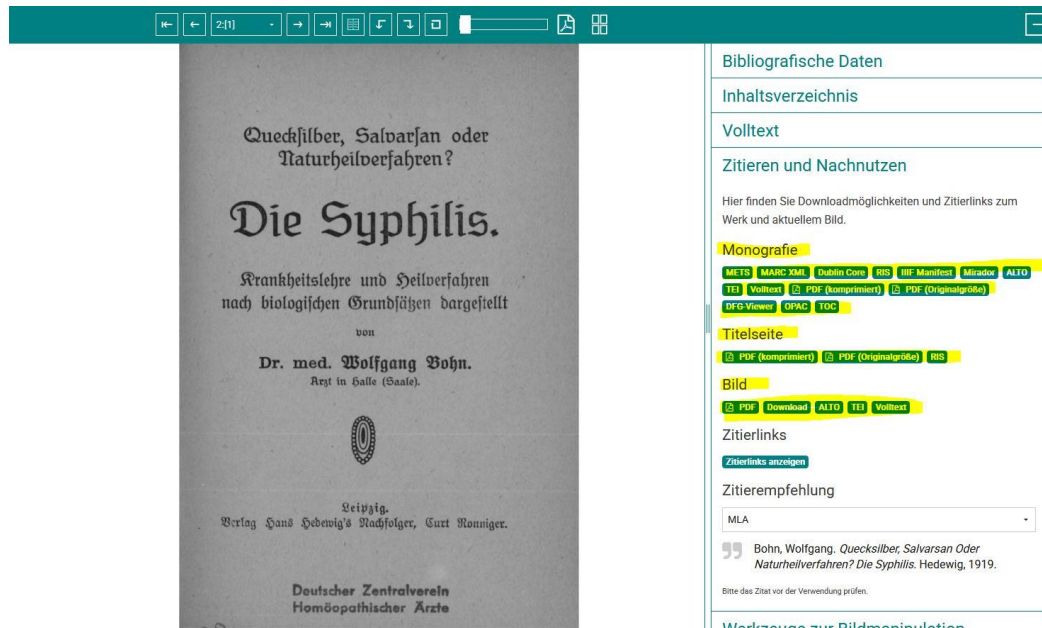 2:[1]
Quecksilber, Salvarsan oder
Naturheilverfahren?
Die Syphilis.
Krankheitslehre und Heilverfahren
nach biologischen Grundsätzen dargestellt
von
Dr. med. Wolfgang Bohn.
Arzt in Halle (Saale).
Leipzig.
Verlag Hans Hedewig's Nachfolger, Curt Ronniger.
Deutscher Zentralverein
Homöopathischer Ärzte
Bibliografische Daten
Inhaltsverzeichnis
Volltext
Zitieren und Nachnutzen
Hier finden Sie Downloadmöglichkeiten und Zitierlinks zum
Werk und aktuellem Bild.
Monografie
METS MARC XML Dublin Core RIS IIIF Manifest Mirador ALTO
TEI Volltext PDF (komprimiert) PDF (Originalgröße)
DFG-Viewer OPAC TOC
Titelseite
PDF (komprimiert) PDF (Originalgröße) RIS
Bild
PDF Download ALTO TEI Volltext
Zitierlinks
Zitierlinks anzeigen
Zitierempfehlung
MLA
Bohn, Wolfgang. Quecksilber, Salvarsan Oder
Naturheilverfahren? Die Syphilis. Hedewig, 1919.
Bitte das Zitat vor der Verwendung prüfen.
Werkzeuge zur Bildmanipulation